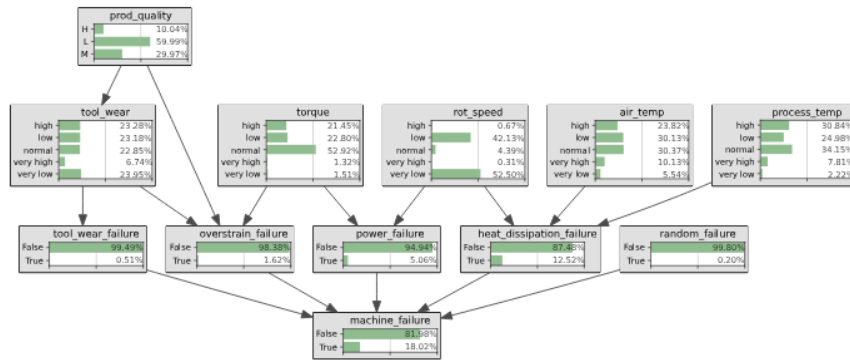 prod_quality
H 10.04%
L 59.99%
M 29.97%
tool_wear
high 23.28%
low 23.18%
normal 22.85%
very high 6.74%
very low 23.95%
torque
high 21.45%
low 22.80%
normal 52.92%
very high 1.32%
very low 1.51%
rot_speed
high 0.67%
low 42.13%
normal 4.39%
very high 0.31%
very low 52.50%
air_temp
high 23.82%
low 30.13%
normal 30.37%
very high 10.13%
very low 5.54%
process_temp
high 30.84%
low 24.98%
normal 34.15%
very high 7.81%
very low 2.22%
tool_wear_failure
False 99.49%
True 0.51%
overstrain_failure
False 98.38%
True 1.62%
power_failure
False 94.94%
True 5.06%
heat_dissipation_failure
False 87.48%
True 12.52%
random_failure
False 99.80%
True 0.20%
machine_failure
False 81.98%
True 18.02%